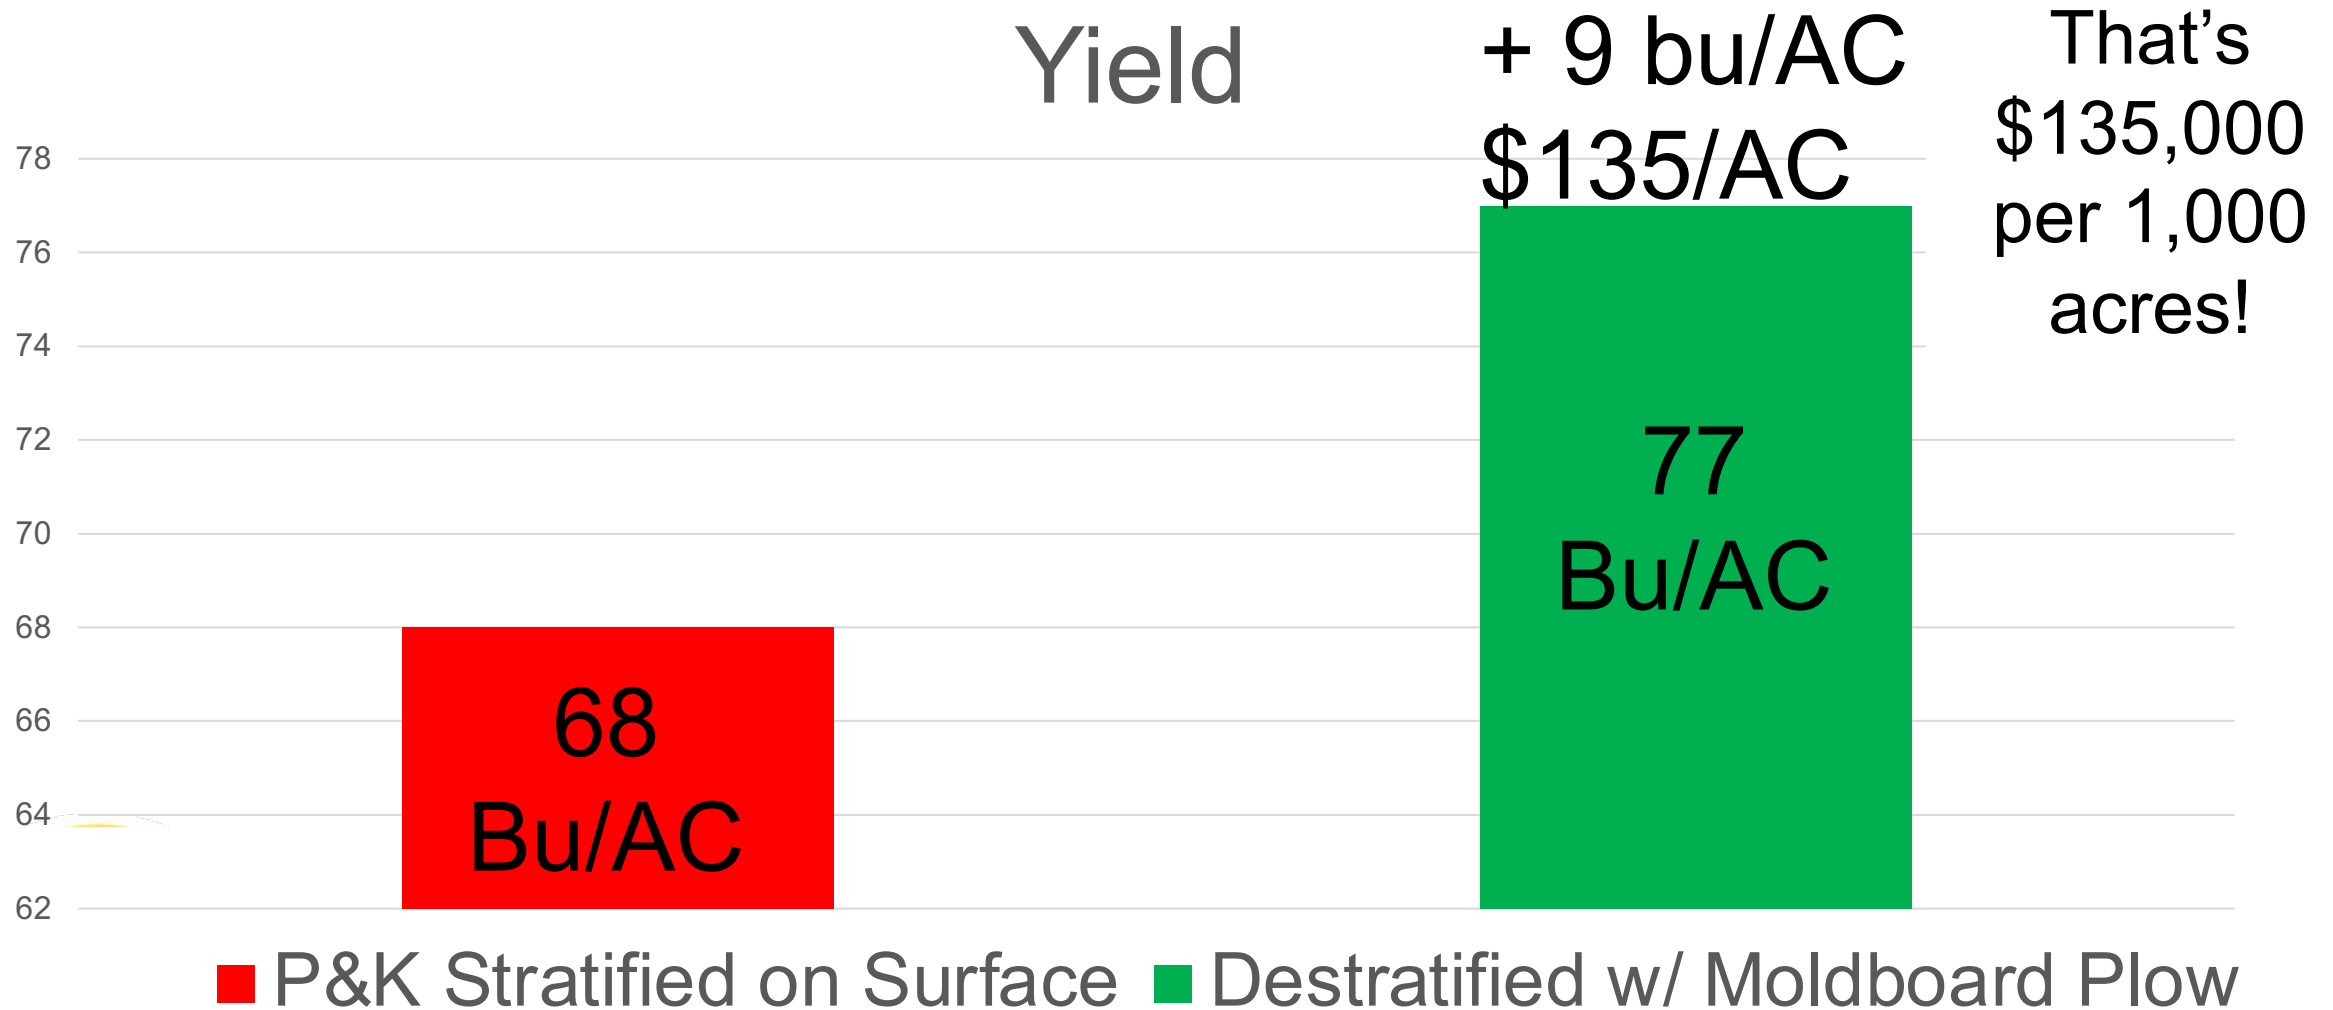 Yield
+ 9 bu/AC
$135/AC
That’s
$135,000
per 1,000
acres!
78
76
74
72
70
68
66
64
62
68
Bu/AC
77
Bu/AC
P&K Stratified on Surface
Destratified w/ Moldboard Plow